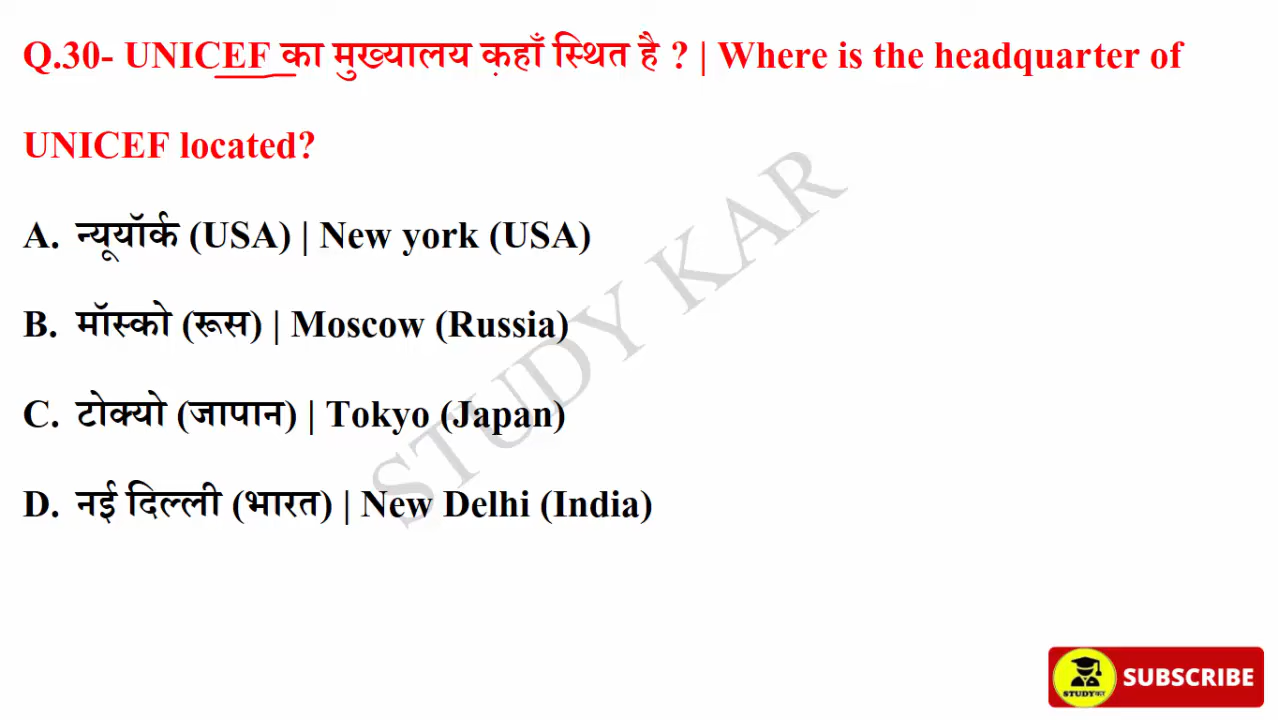 Q.30- UNICEF का मुख्यालय कहाँ स्थित है ? | Where is the headquarter of
UNICEF located?
A. न्यूयॉर्क (USA) | New york (USA)
B. मॉस्को (रूस) | Moscow (Russia)
C. टोक्यो (जापान) | Tokyo (Japan)
D. नई दिल्ली (भारत) | New Delhi (India)
STUDY KAR
STUDYकर
SUBSCRIBE